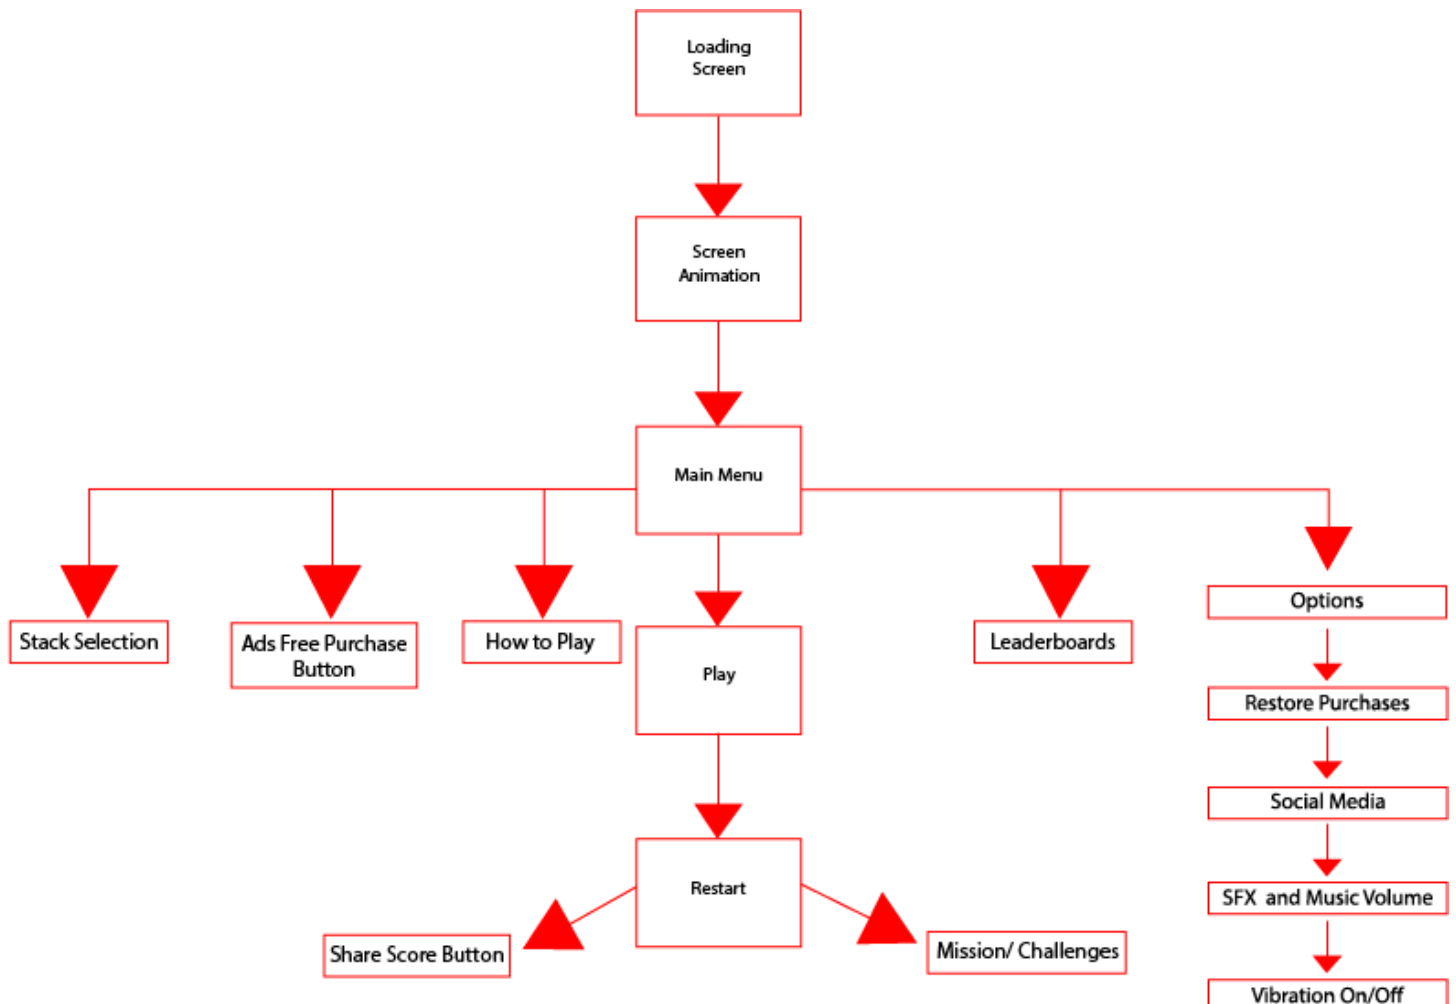 Loading
Screen
Screen
Animation
Main Menu
Stack Selection
Ads Free Purchase
Button
How to Play
Play
Leaderboards
Options
Restore Purchases
Social Media
SFX and Music Volume
Vibration On/Off
Restart
Share Score Button
Mission/ Challenges